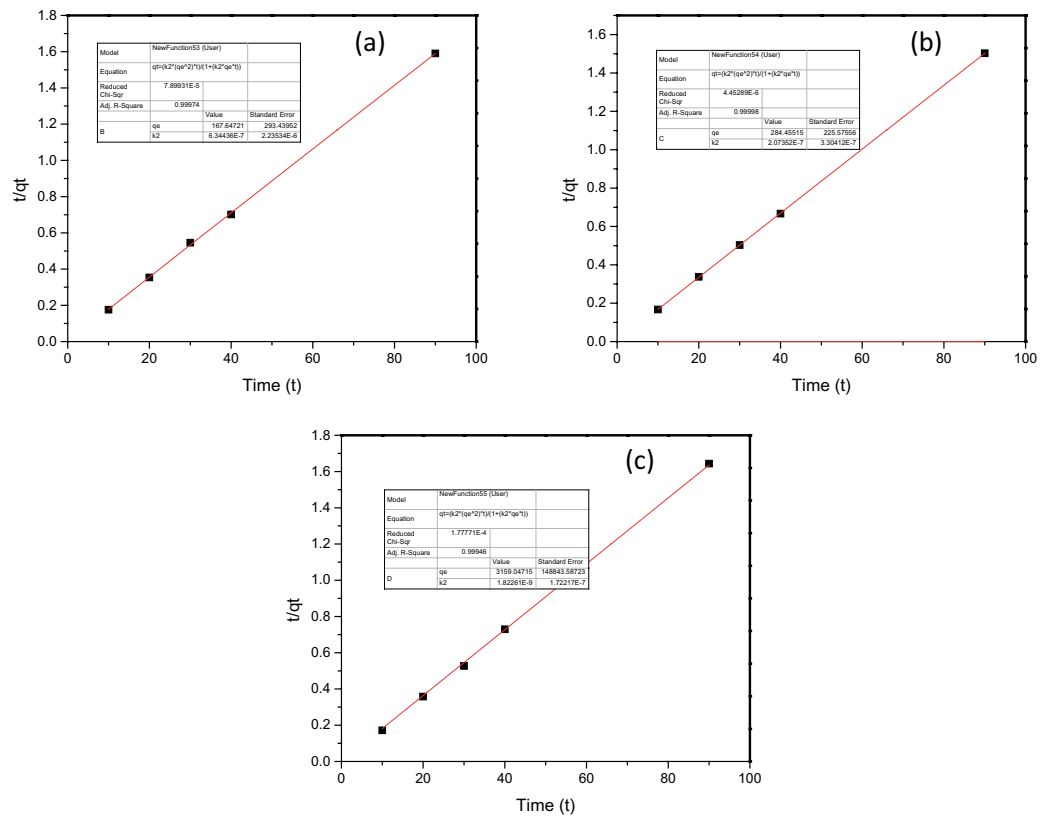 (a)
Model NewFunction53 (User)
Equation qt=(k2*(qe^2)*t)/(1+(k2*qe*t))
Reduced Chi-Sqr 7.89931E-5
Adj. R-Square 0.99974
Value Standard Error
B qe 167.64721 293.43952
k2 6.34436E-7 2.23534E-6
t/qt
1.8
1.6
1.4
1.2
1.0
0.8
0.6
0.4
0.2
0.0
0 20 40 60 80 100
Time (t)
(b)
Model NewFunction54 (User)
Equation qt=(k2*(qe^2)*t)/(1+(k2*qe*t))
Reduced Chi-Sqr 4.45289E-6
Adj. R-Square 0.99998
Value Standard Error
C qe 284.45515 225.57556
k2 2.07352E-7 3.30412E-7
t/qt
1.6
1.4
1.2
1.0
0.8
0.6
0.4
0.2
0.0
0 20 40 60 80 100
Time (t)
(c)
Model NewFunction55 (User)
Equation qt=(k2*(qe^2)*t)/(1+(k2*qe*t))
Reduced Chi-Sqr 1.77771E-4
Adj. R-Square 0.99946
Value Standard Error
D qe 3159.04715 148843.58723
k2 1.82261E-9 1.72217E-7
t/qt
1.8
1.6
1.4
1.2
1.0
0.8
0.6
0.4
0.2
0.0
0 20 40 60 80 100
Time (t)